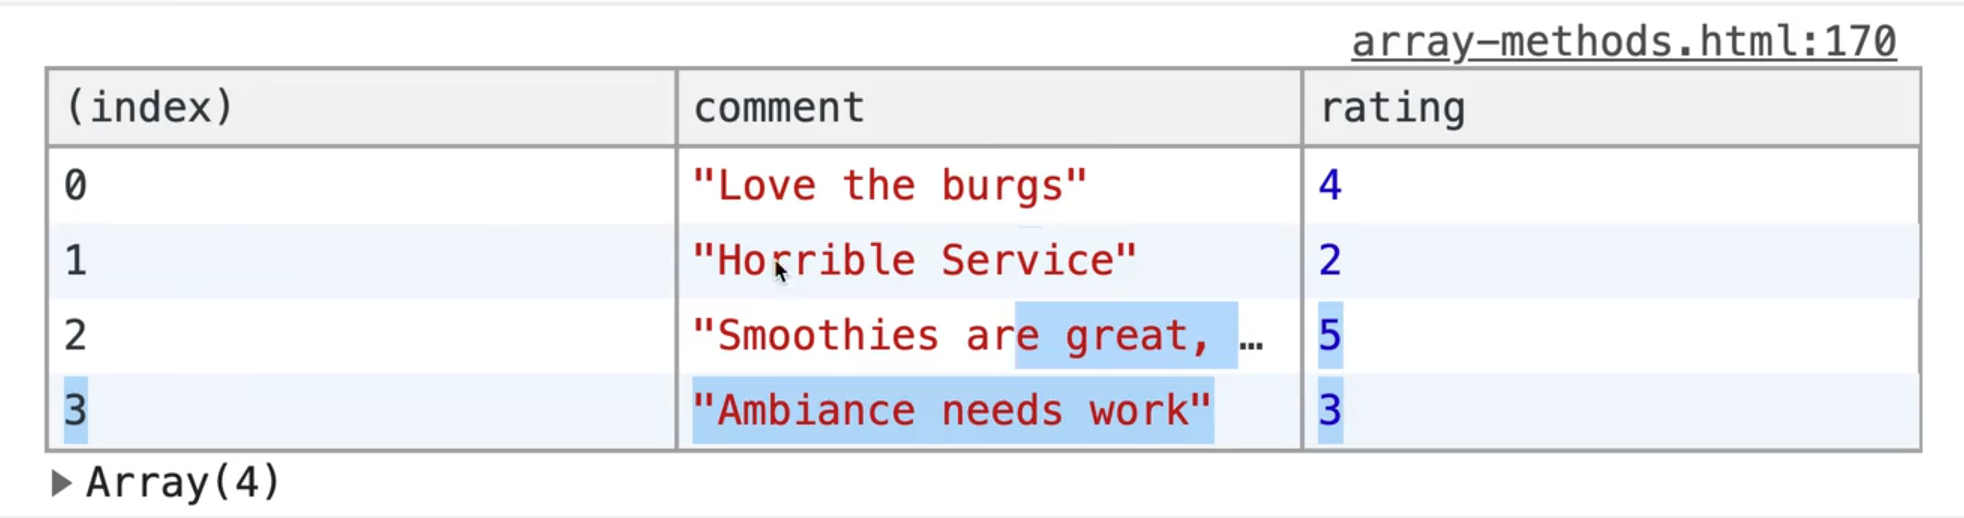 array-methods.html:170
(index) comment rating
0 "Love the burgs" 4
1 "Horrible Service" 2
2 "Smoothies are great, … 5
3 "Ambiance needs work" 3
▶ Array(4)